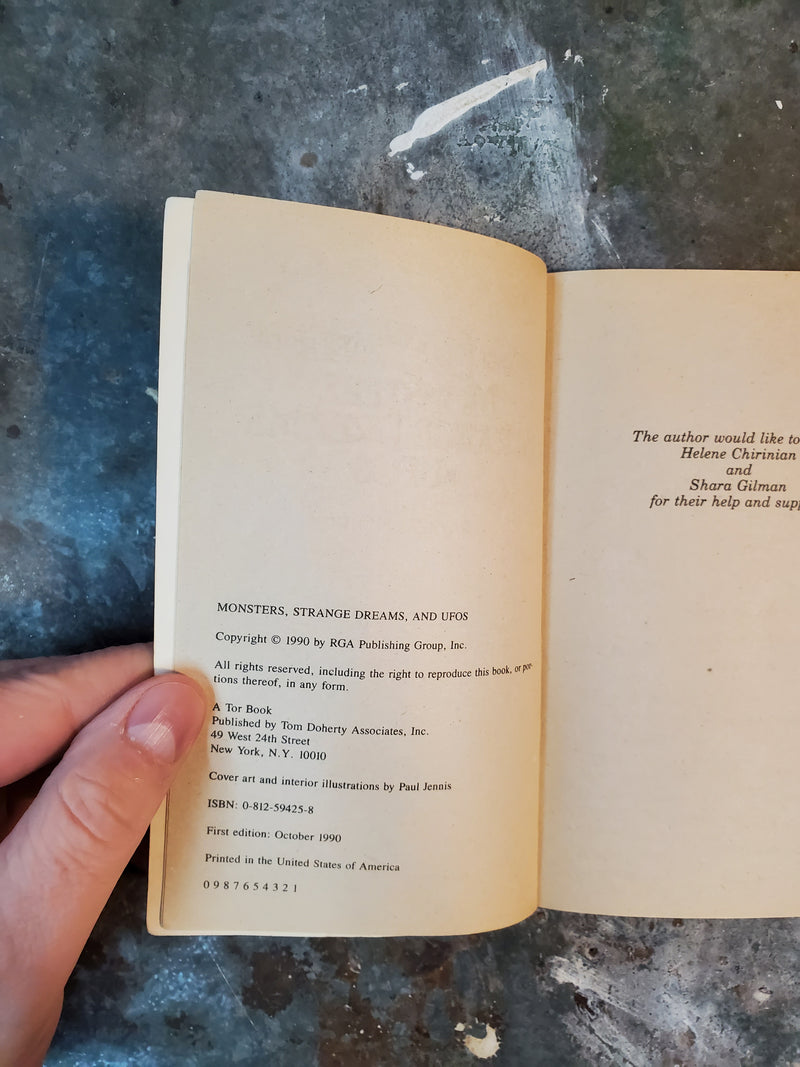 MONSTERS, STRANGE DREAMS, AND UFOS
Copyright © 1990 by RGA Publishing Group, Inc.
All rights reserved, including the right to reproduce this book, or por-
tions thereof, in any form.
A Tor Book
Published by Tom Doherty Associates, Inc.
49 West 24th Street
New York, N.Y. 10010
Cover art and interior illustrations by Paul Jennis
ISBN: 0-812-59425-8
First edition: October 1990
Printed in the United States of America
0 9 8 7 6 5 4 3 2 1
The author would like to
Helene Chirinian
and
Shara Gilman
for their help and